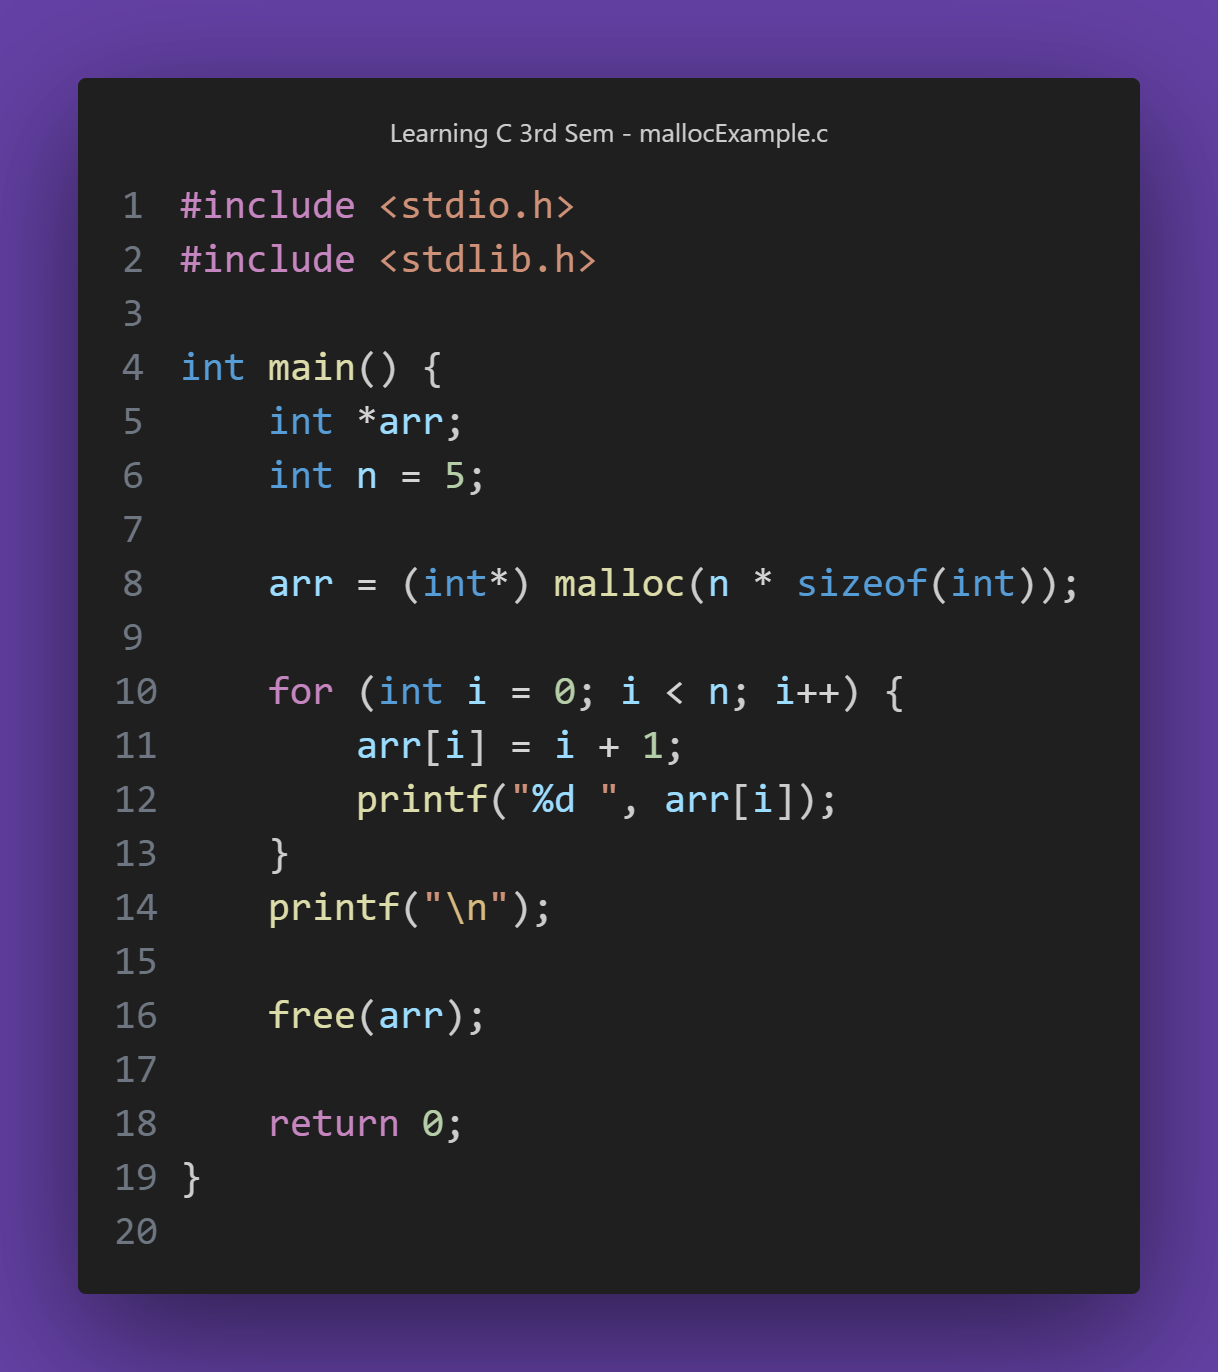 Learning C 3rd Sem - mallocExample.c
1 #include <stdio.h>
2 #include <stdlib.h>
3
4 int main() {
5     int *arr;
6     int n = 5;
7
8     arr = (int*) malloc(n * sizeof(int));
9
10     for (int i = 0; i < n; i++) {
11         arr[i] = i + 1;
12         printf("%d ", arr[i]);
13     }
14     printf("\n");
15
16     free(arr);
17
18     return 0;
19 }
20